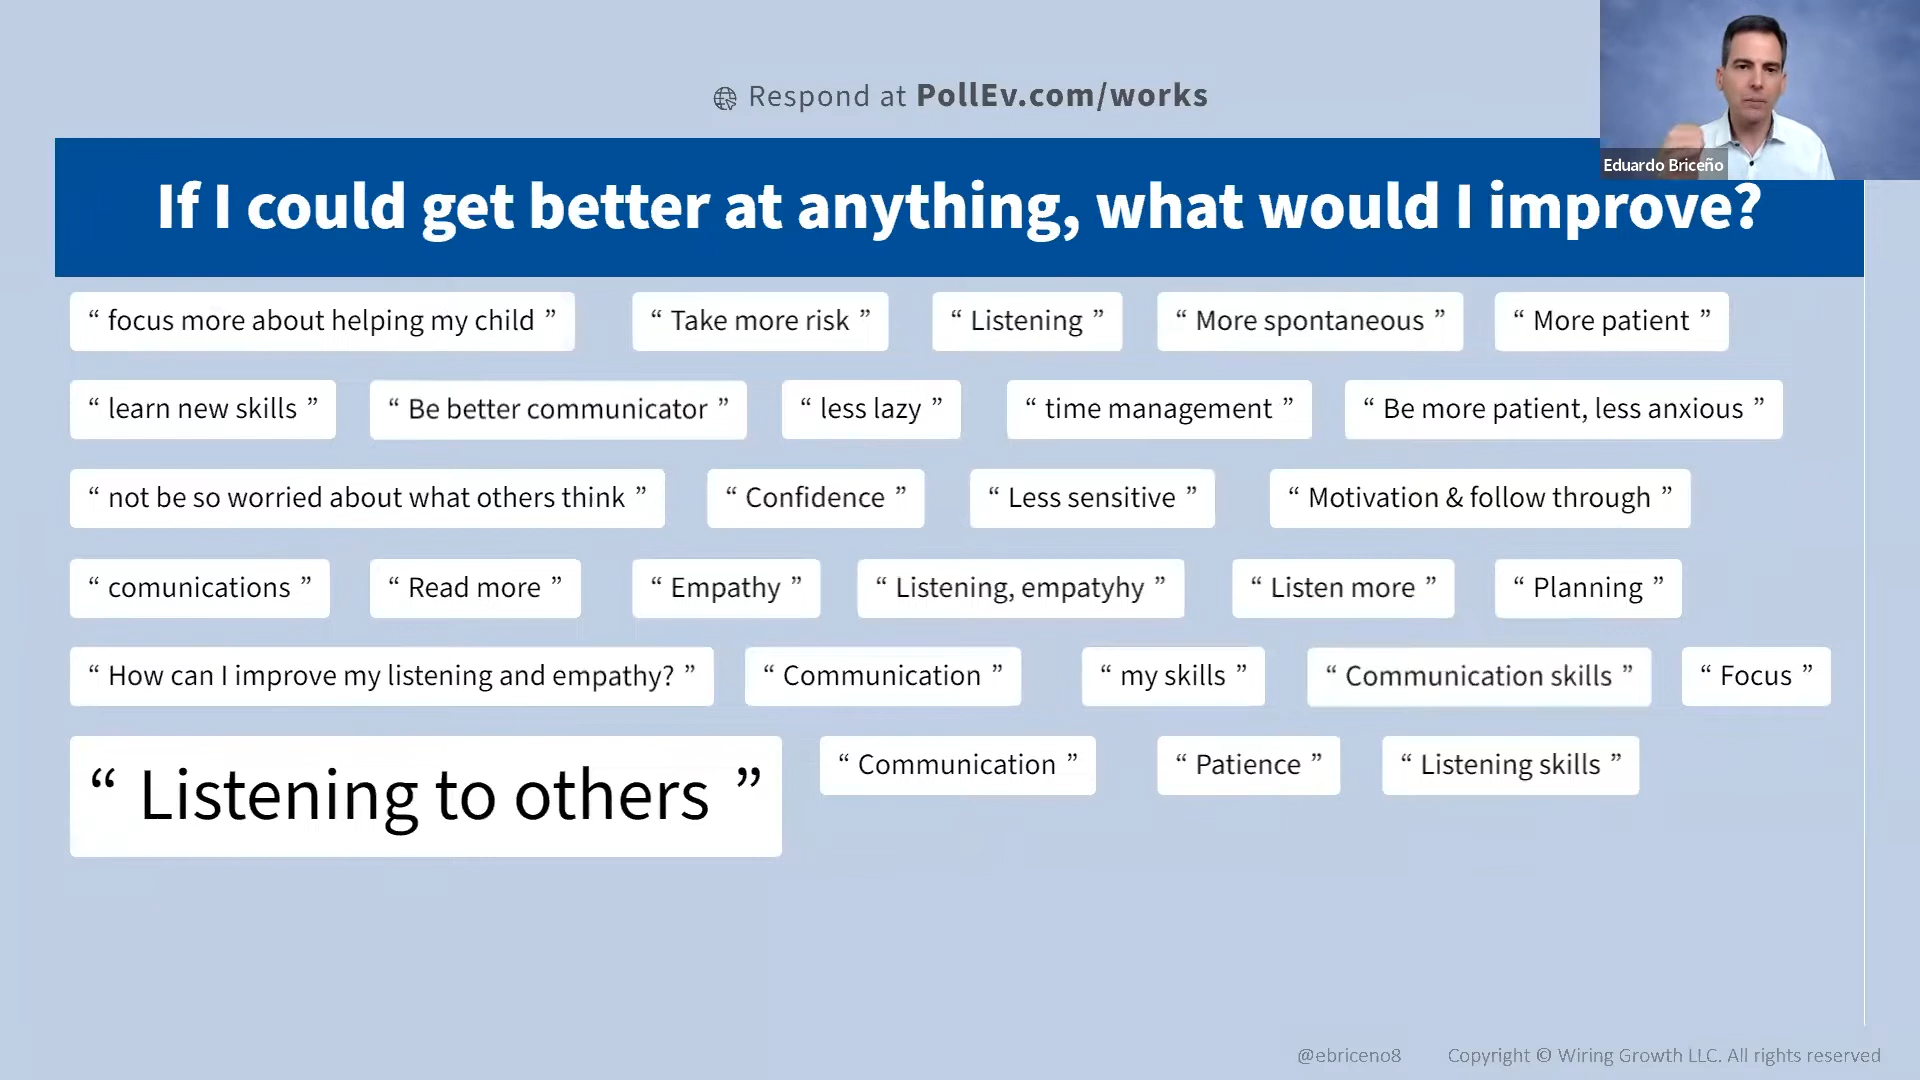 Respond at PollEv.com/works
Eduardo Briceño
If I could get better at anything, what would I improve?
“ focus more about helping my child ” “ Take more risk ” “ Listening ” “ More spontaneous ” “ More patient ”
“ learn new skills ” “ Be better communicator ” “ less lazy ” “ time management ” “ Be more patient, less anxious ”
“ not be so worried about what others think ” “ Confidence ” “ Less sensitive ” “ Motivation & follow through ”
“ comunications ” “ Read more ” “ Empathy ” “ Listening, empatyhy ” “ Listen more ” “ Planning ”
“ How can I improve my listening and empathy? ” “ Communication ” “ my skills ” “ Communication skills ” “ Focus ”
“ Listening to others ” “ Communication ” “ Patience ” “ Listening skills ”
@ebriceno8 Copyright © Wiring Growth LLC. All rights reserved